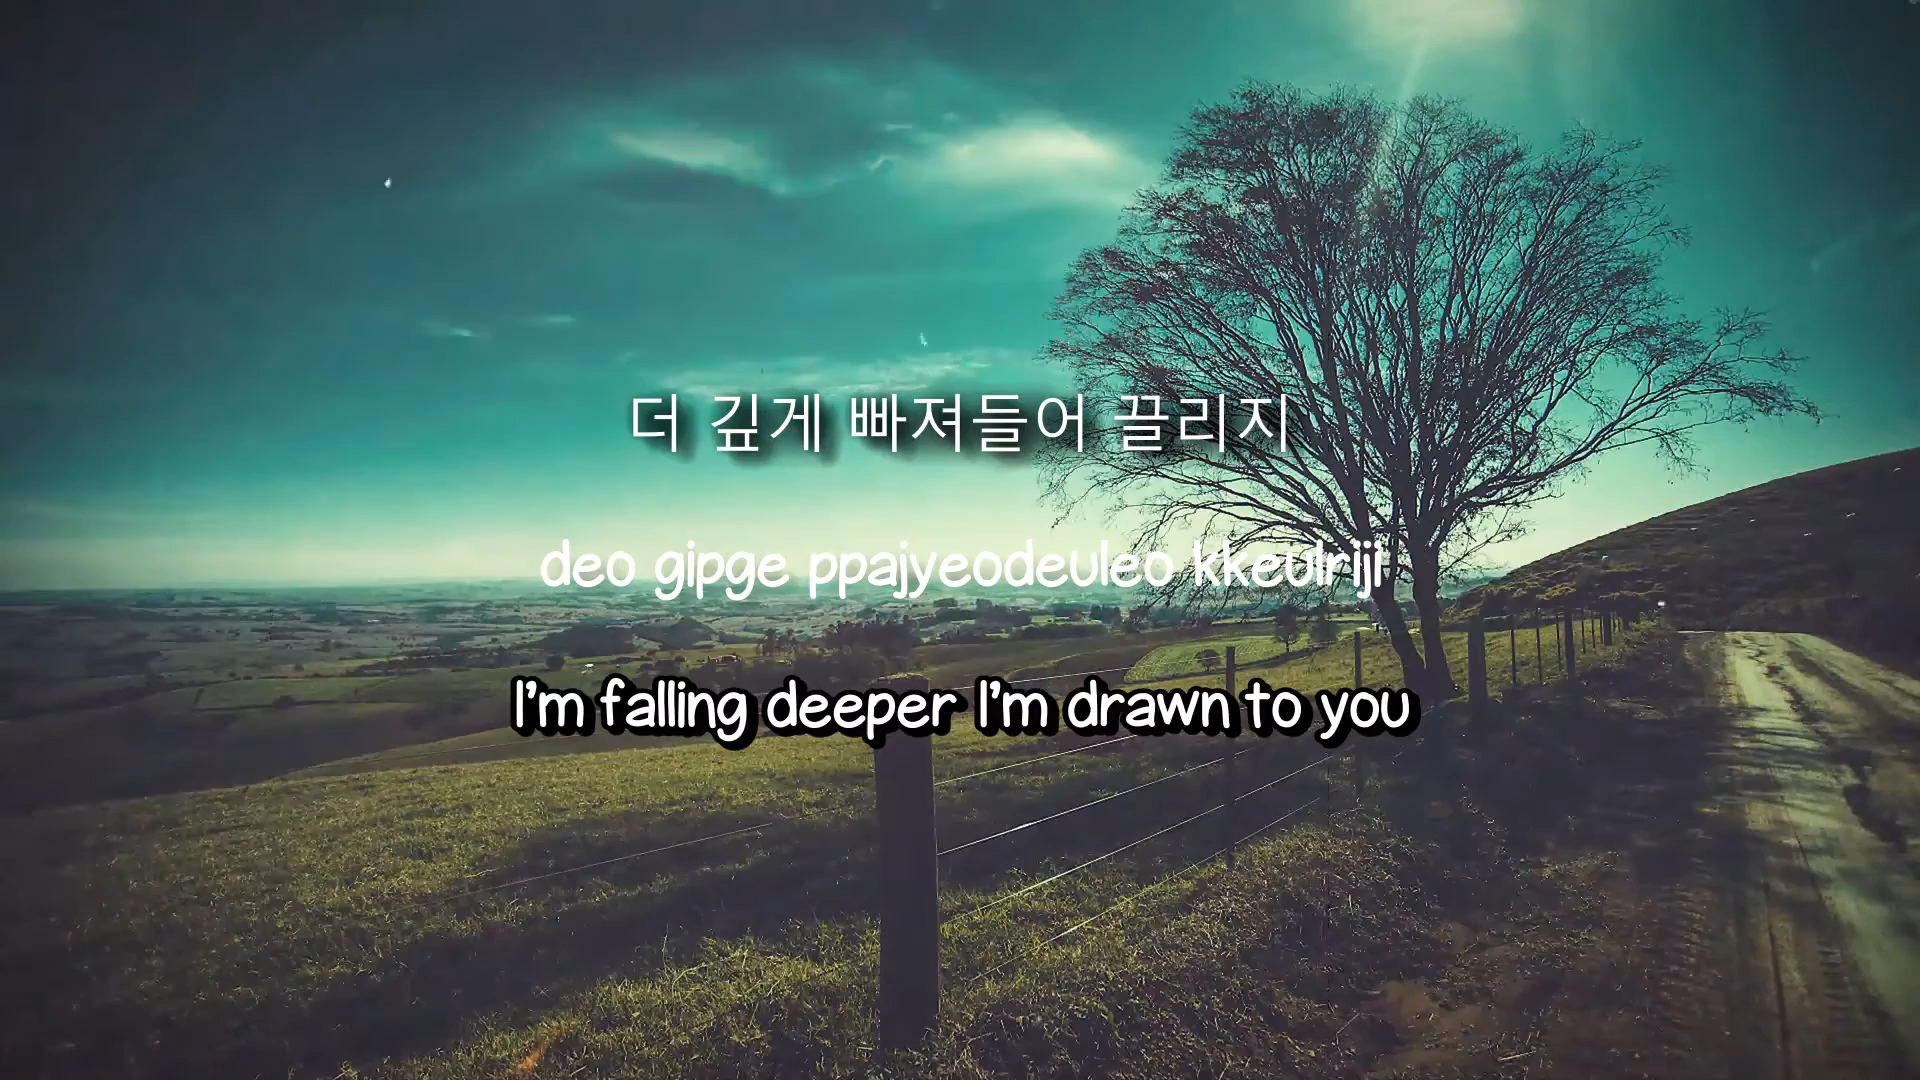 더 깊게 빠져들어 끌리지
deo gipge ppajyeodeuleo kkeulriji
I'm falling deeper I'm drawn to you